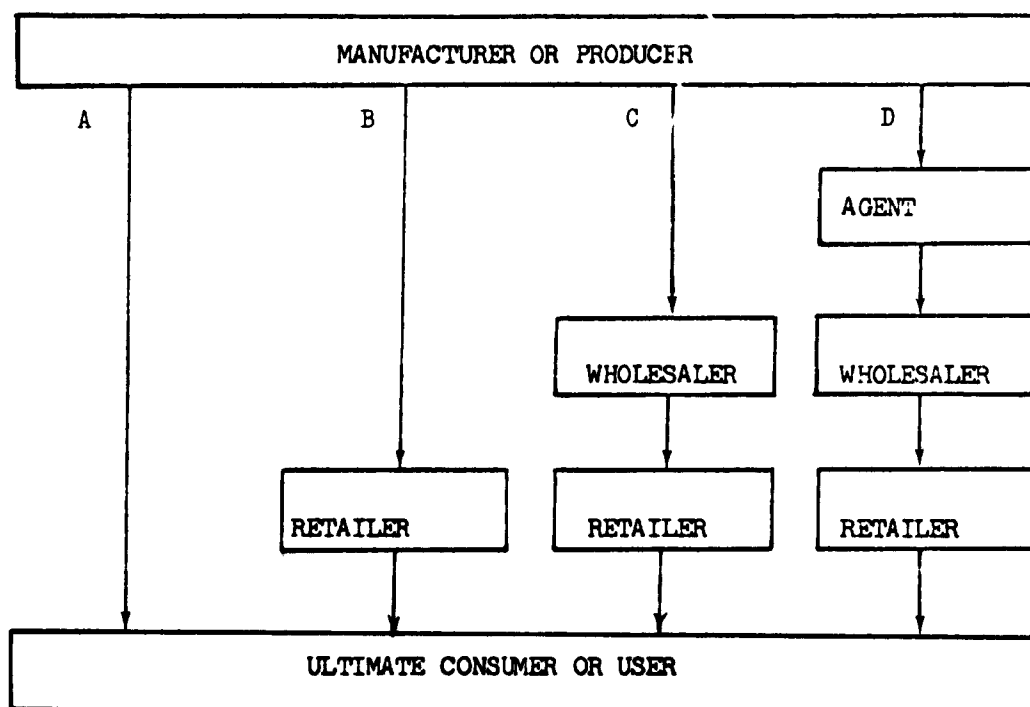 MANUFACTURER OR PRODUCER
A B C D
AGENT
WHOLESALER WHOLESALER
RETAILER RETAILER RETAILER
ULTIMATE CONSUMER OR USER